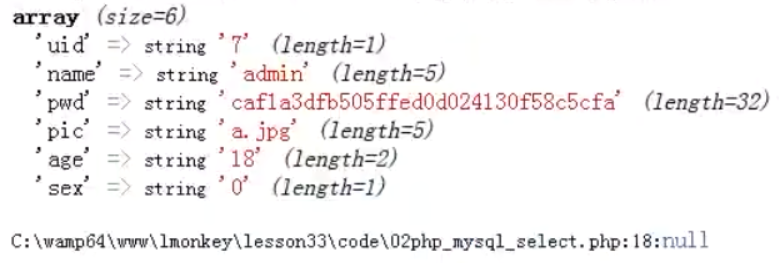 array (size=6)
'uid' => string '7' (length=1)
'name' => string 'admin' (length=5)
'pwd' => string 'caf1a3dfb505ffed0d024130f58c5cfa' (length=32)
'pic' => string 'a.jpg' (length=5)
'age' => string '18' (length=2)
'sex' => string '0' (length=1)
C:\wamp64\www\lmonkey\lesson33\code\02php_mysql_select.php:18:null